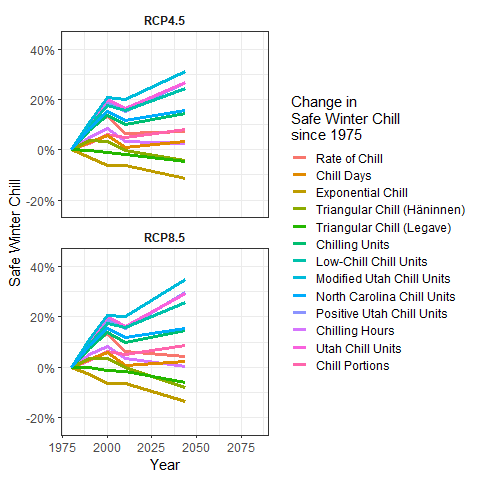 RCP4.5
40%
20%
0%
-20%
RCP8.5
40%
20%
0%
-20%
1975
2000
2025
2050
2075
Year
Safe Winter Chill
Change in
Safe Winter Chill
since 1975
Rate of Chill
Chill Days
Exponential Chill
Triangular Chill (Häninnen)
Triangular Chill (Legave)
Chilling Units
Low-Chill Chill Units
Modified Utah Chill Units
North Carolina Chill Units
Positive Utah Chill Units
Chilling Hours
Utah Chill Units
Chill Portions